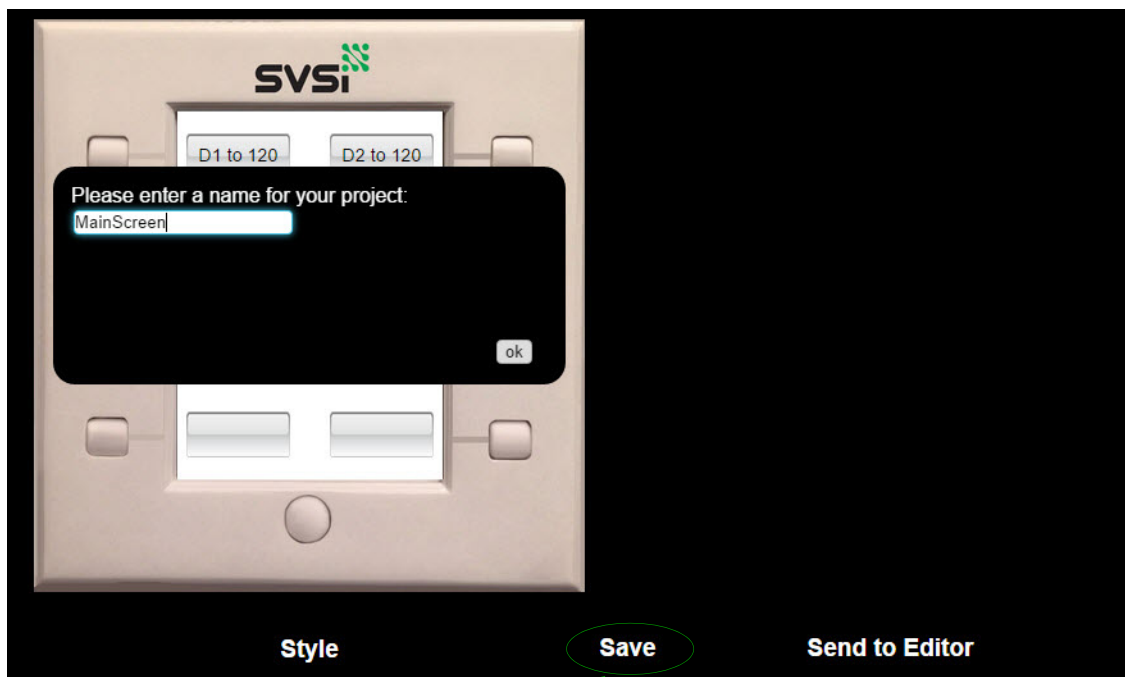 SVSi
D1 to 120 D2 to 120
Please enter a name for your project:
MainScreen
ok
Style Save Send to Editor